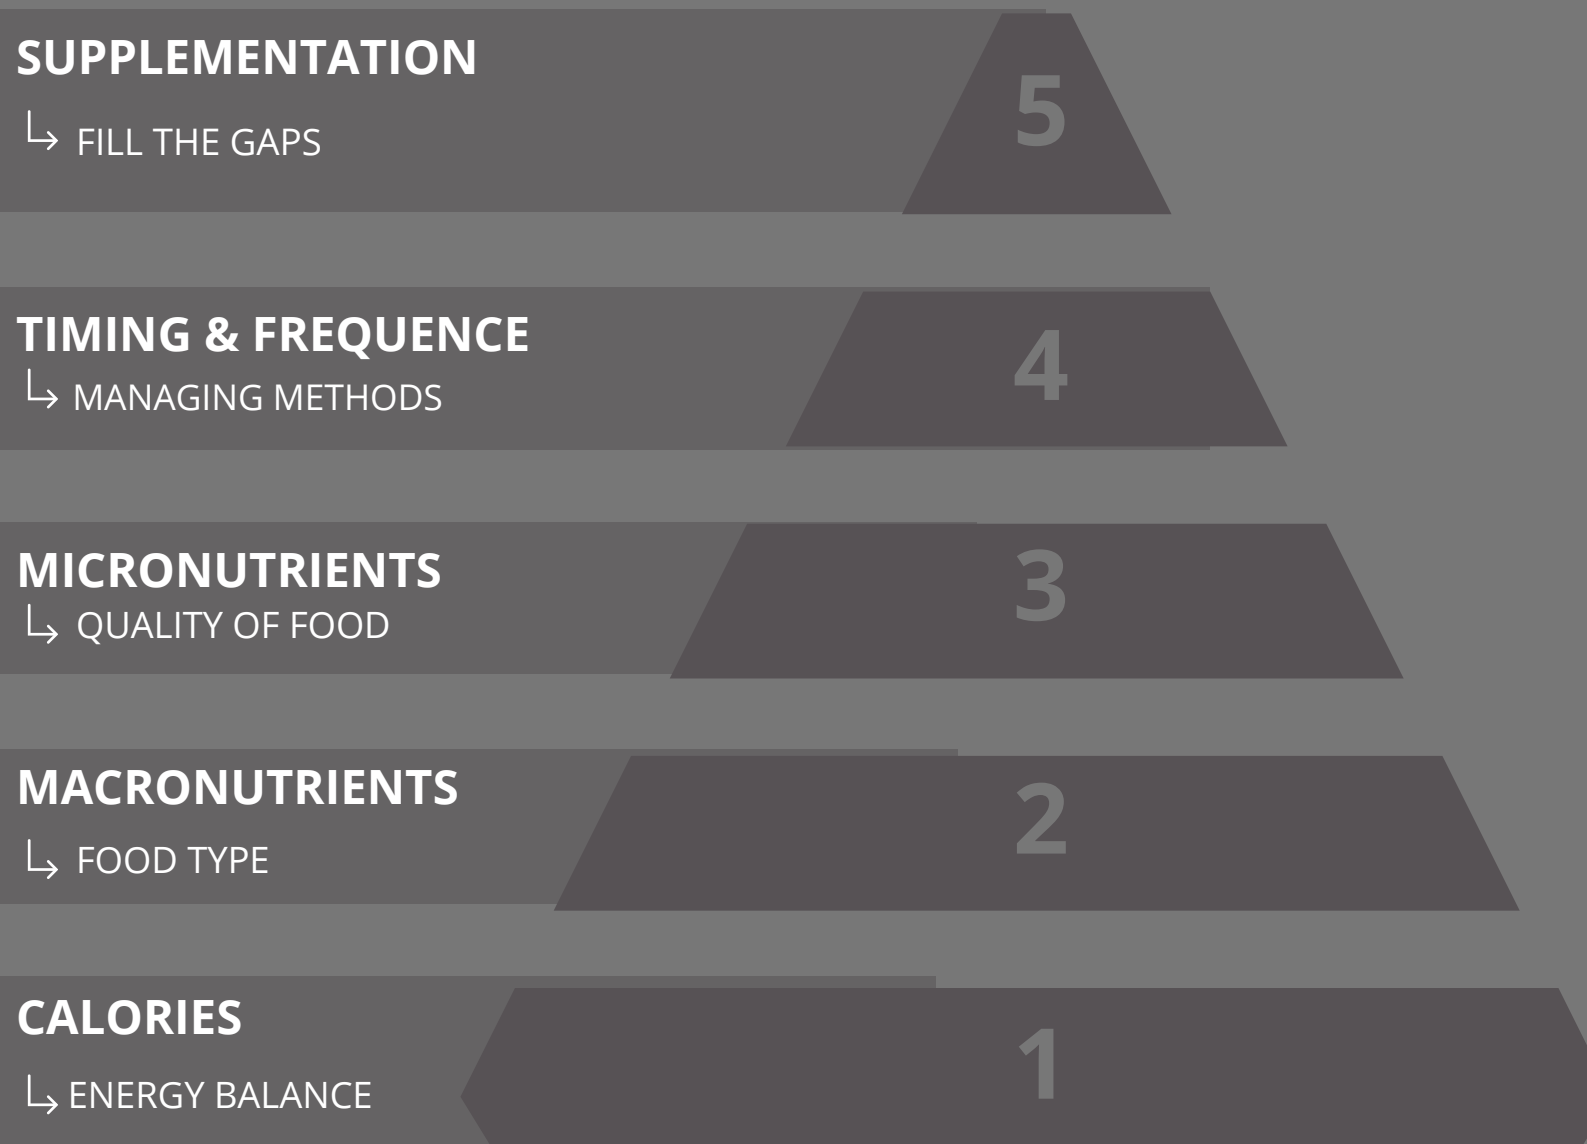 SUPPLEMENTATION
5
FILL THE GAPS
TIMING & FREQUENCE
4
MANAGING METHODS
MICRONUTRIENTS
3
QUALITY OF FOOD
MACRONUTRIENTS
2
FOOD TYPE
CALORIES
1
ENERGY BALANCE